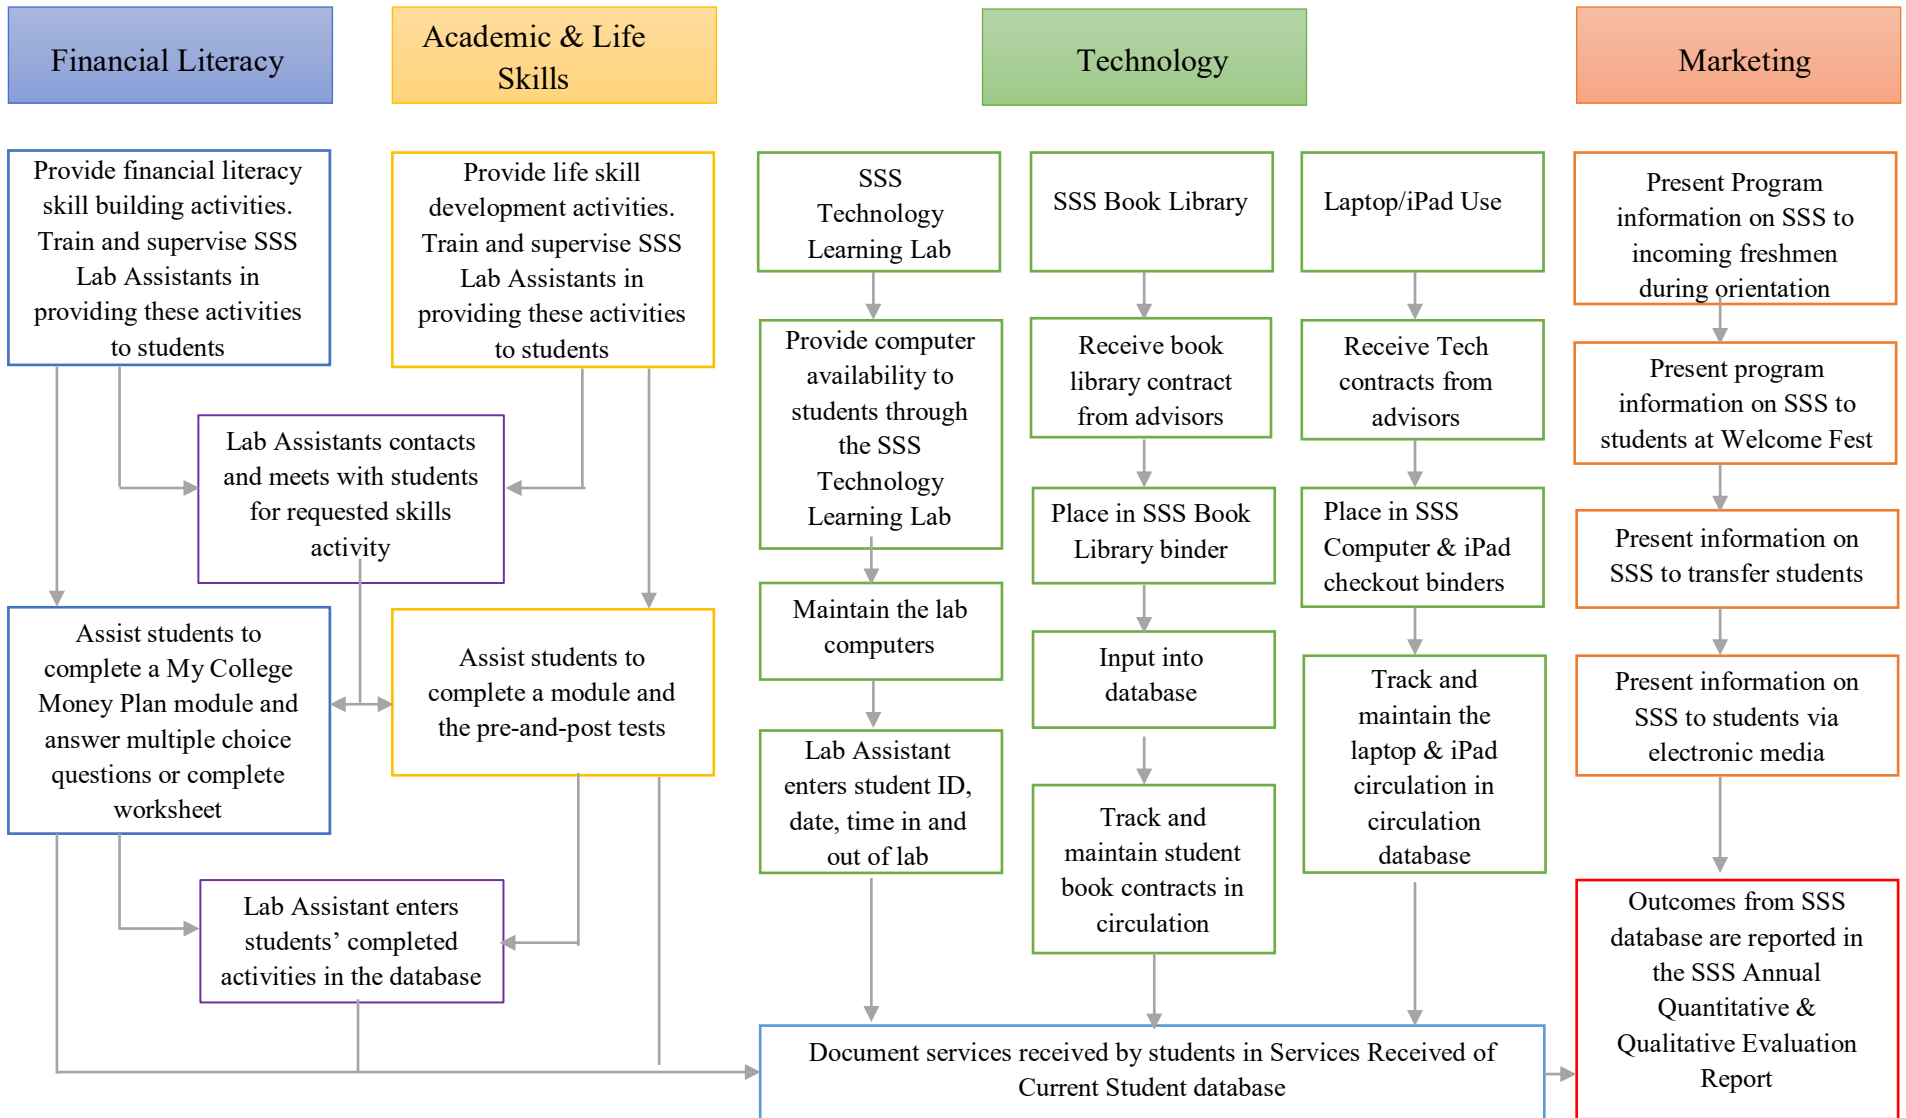 Financial Literacy
Academic & Life
Skills
Technology
Marketing
Provide financial literacy
skill building activities.
Train and supervise SSS
Lab Assistants in
providing these activities
to students
Provide life skill
development activities.
Train and supervise SSS
Lab Assistants in
providing these activities
to students
Lab Assistants contacts
and meets with students
for requested skills
activity
Assist students to
complete a My College
Money Plan module and
answer multiple choice
questions or complete
worksheet
Assist students to
complete a module and
the pre-and-post tests
Lab Assistant enters
students’ completed
activities in the database
SSS
Technology
Learning Lab
Provide computer
availability to
students through
the SSS
Technology
Learning Lab
Maintain the lab
computers
Lab Assistant
enters student ID,
date, time in and
out of lab
SSS Book Library
Receive book
library contract
from advisors
Place in SSS Book
Library binder
Input into
database
Track and
maintain student
book contracts in
circulation
Laptop/iPad Use
Receive Tech
contracts from
advisors
Place in SSS
Computer & iPad
checkout binders
Track and
maintain the
laptop & iPad
circulation in
circulation
database
Present Program
information on SSS to
incoming freshmen
during orientation
Present program
information on SSS to
students at Welcome Fest
Present information on
SSS to transfer students
Present information on
SSS to students via
electronic media
Document services received by students in Services Received of
Current Student database
Outcomes from SSS
database are reported in
the SSS Annual
Quantitative &
Qualitative Evaluation
Report